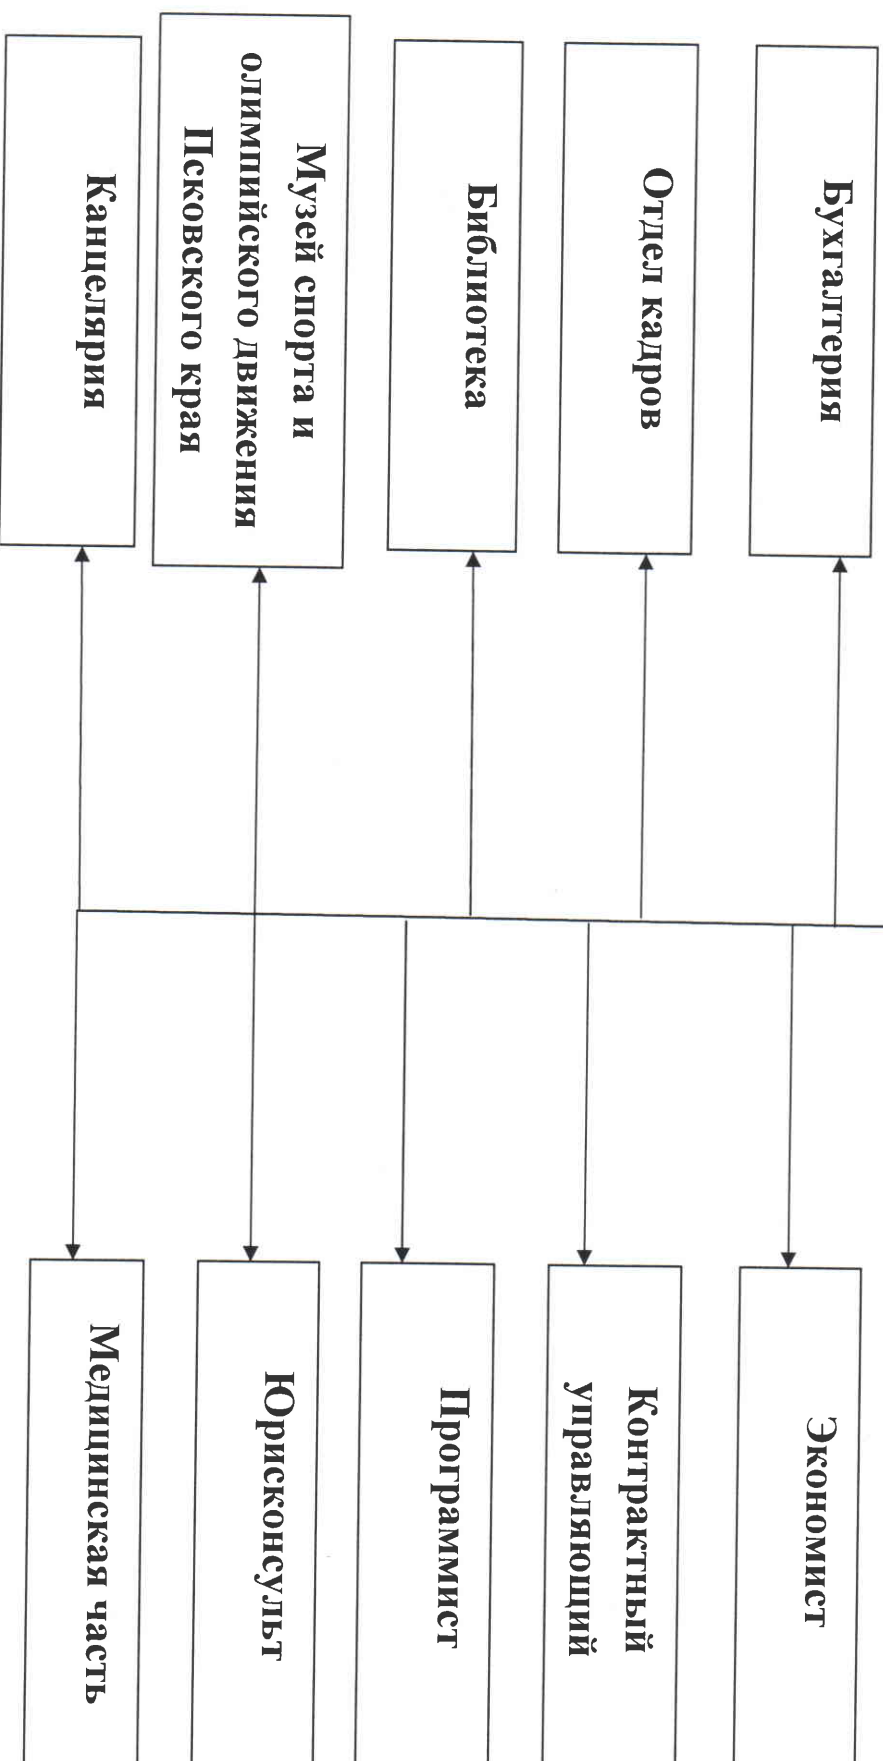 Бухгалтерия
Экономист
Отдел кадров
Контрактный
управляющий
Библиотека
Программист
Музей спорта и
олимпийского движения
Псковского края
Юрисконсульт
Канцелярия
Медицинская часть